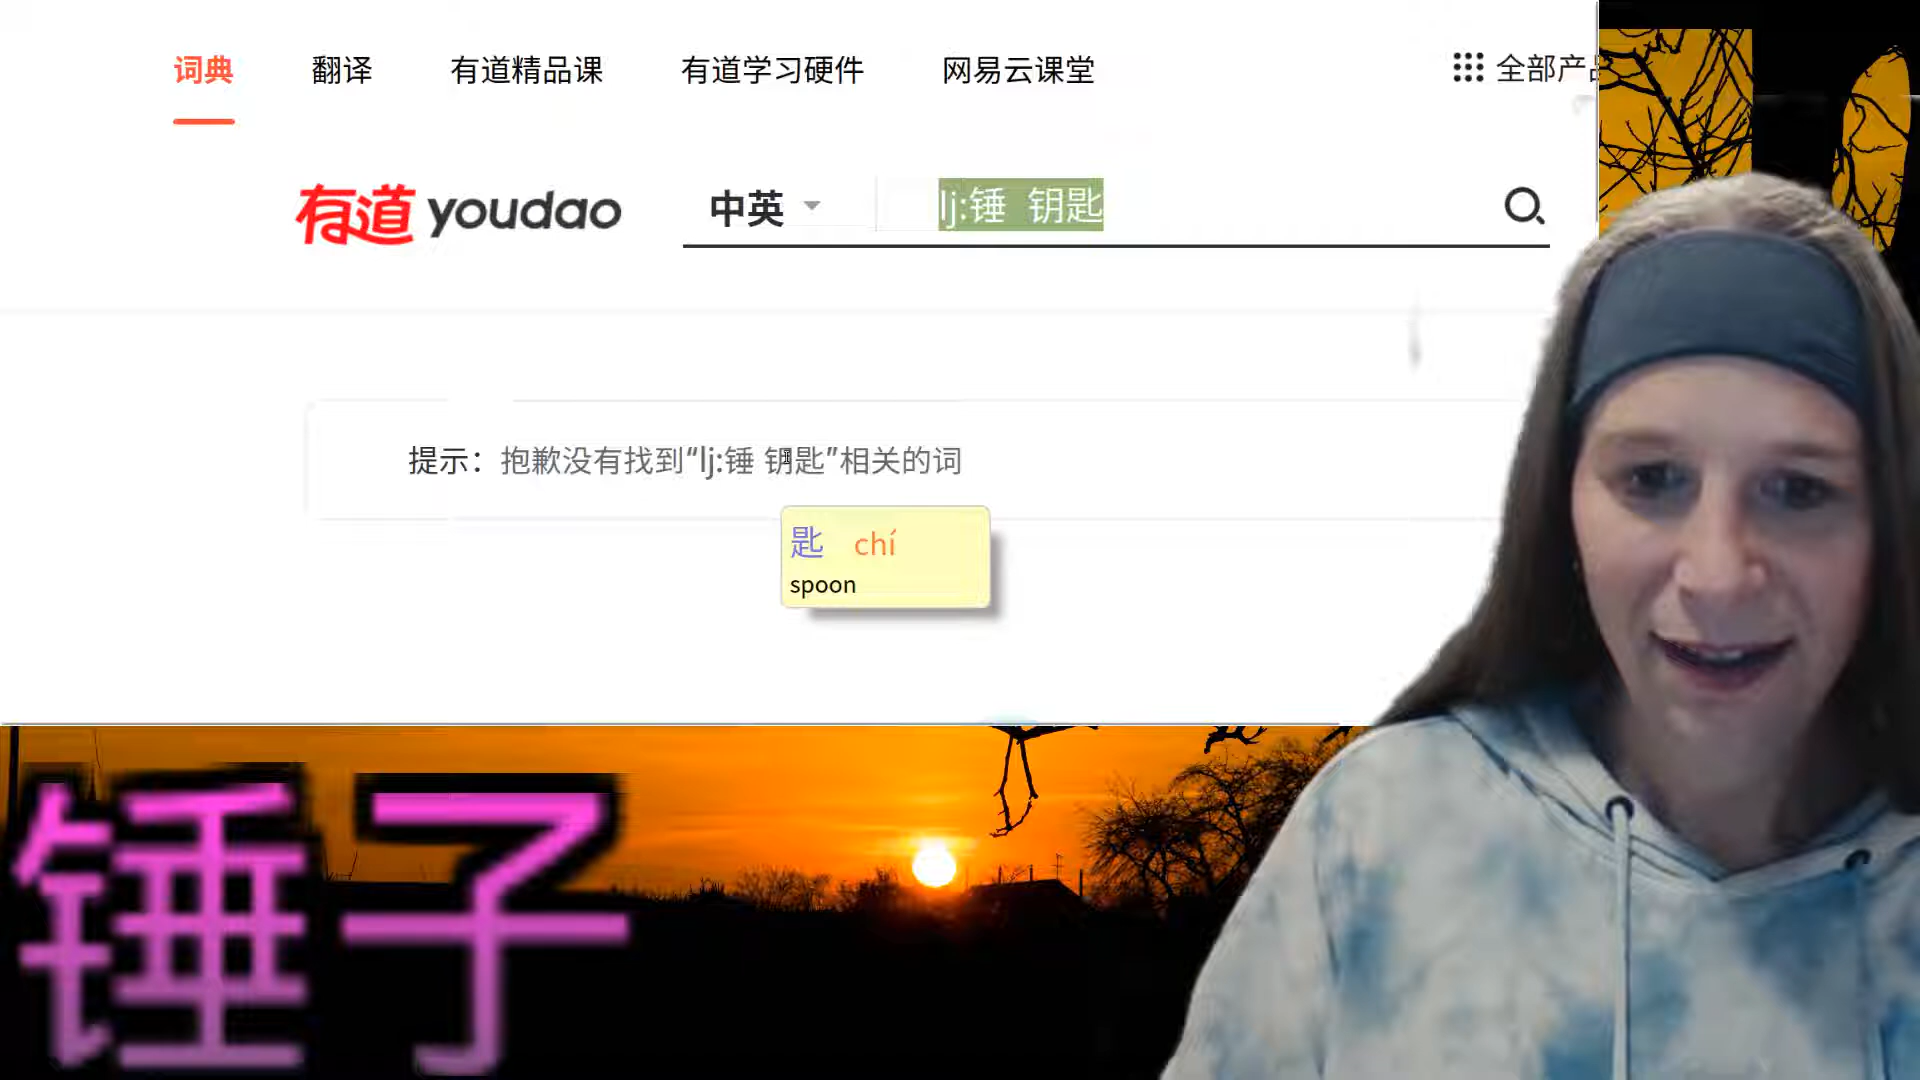 词典 翻译 有道精品课 有道学习硬件 网易云课堂 全部产品
有道 youdao 中英 lj:锤 钥匙
提示：抱歉没有找到“lj:锤 钥匙”相关的词
匙 chí
spoon
锤子